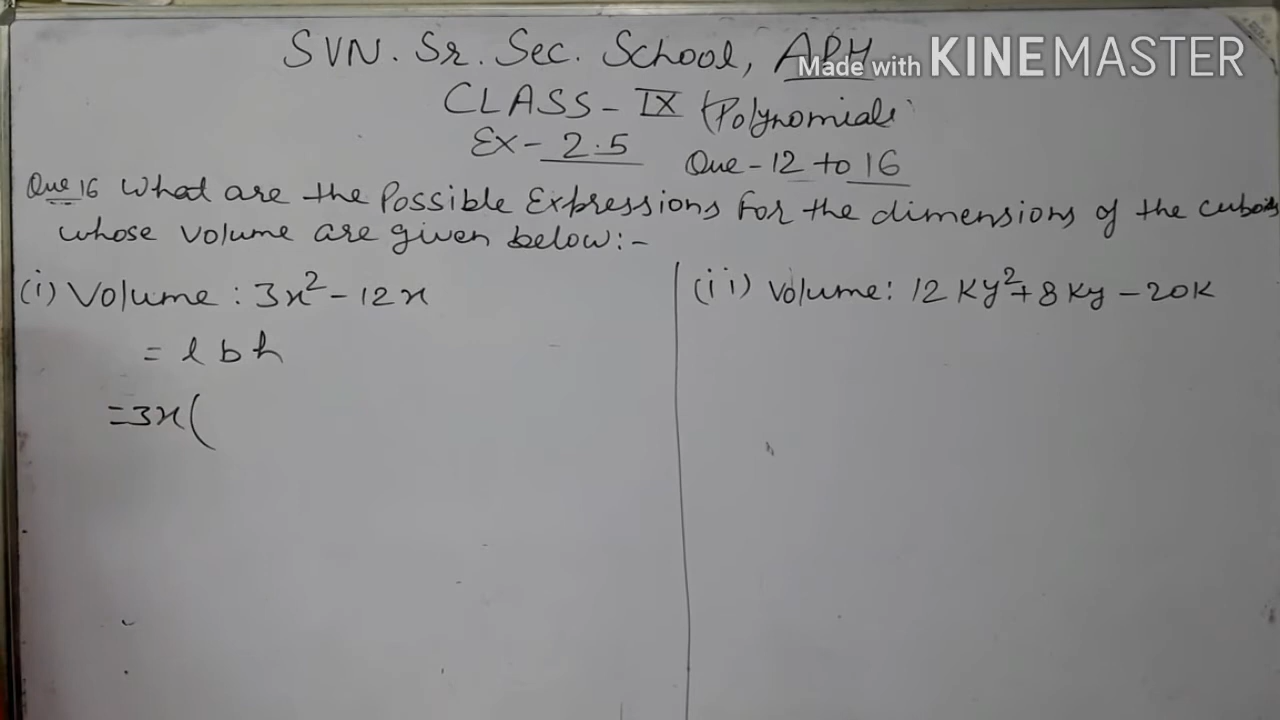 SVN. Sr. Sec. School, APH
Made with KINEMASTER
CLASS - IX (Polynomials
Ex - 2.5 Que - 12 to 16
Que 16 What are the Possible Expressions for the dimensions of the cuboids
whose volume are given below:-
(i) Volume : 3x² - 12x
= l b h
= 3x (
(ii) Volume: 12 Ky² + 8 Ky - 20K